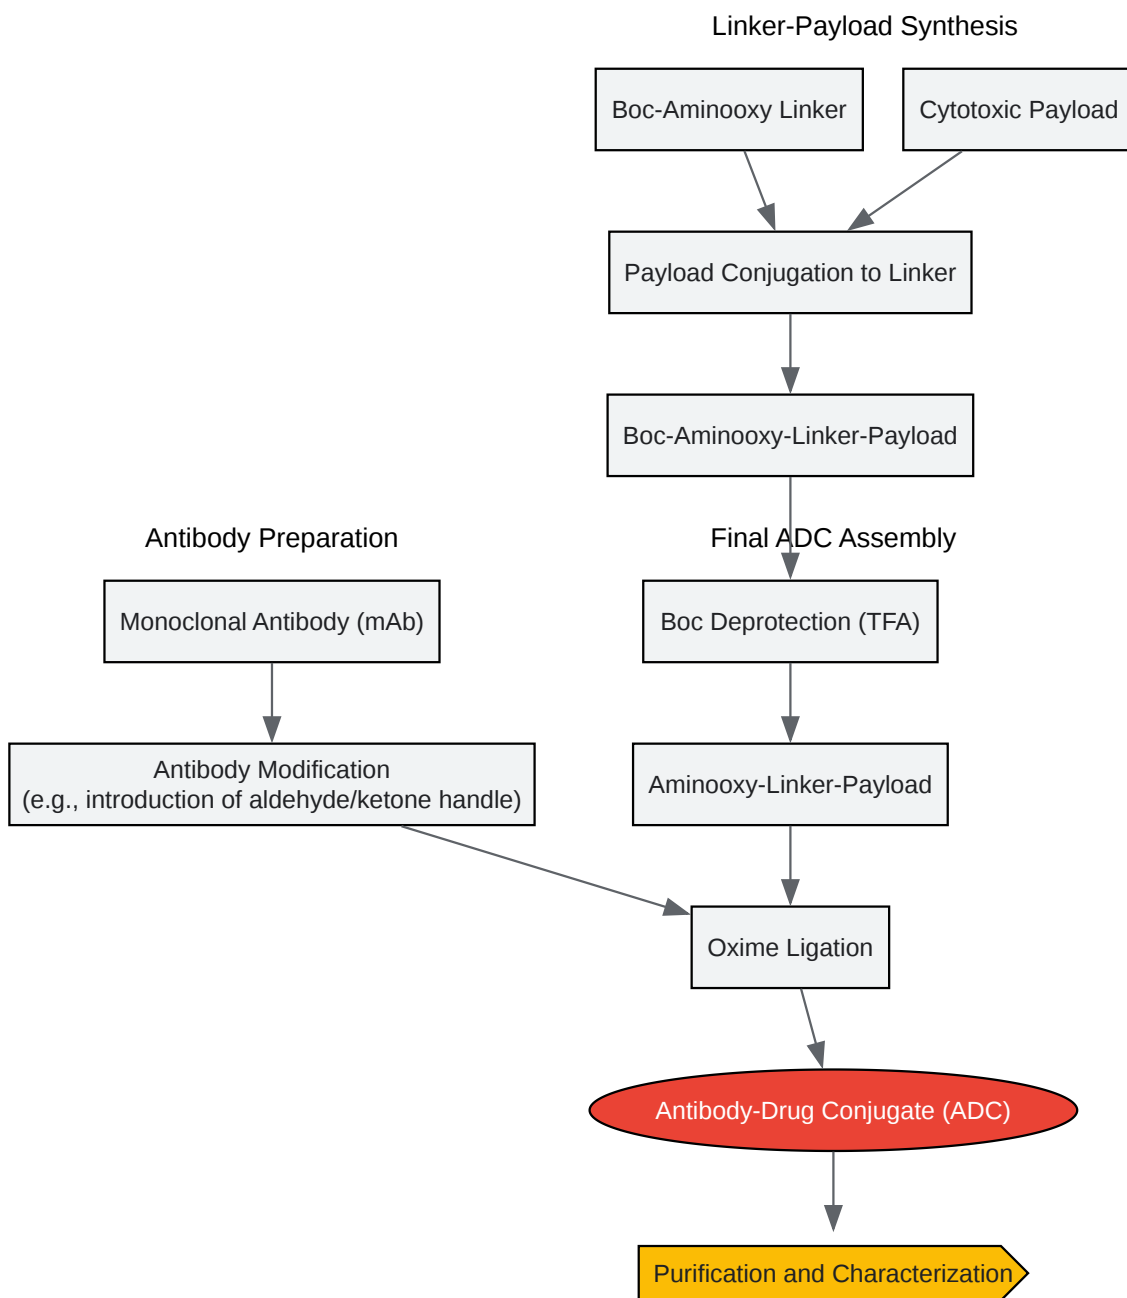 Linker-Payload Synthesis
Boc-Aminooxy Linker
Cytotoxic Payload
Payload Conjugation to Linker
Boc-Aminooxy-Linker-Payload
Antibody Preparation
Final ADC Assembly
Monoclonal Antibody (mAb)
Boc Deprotection (TFA)
Antibody Modification
(e.g., introduction of aldehyde/ketone handle)
Aminooxy-Linker-Payload
Oxime Ligation
Antibody-Drug Conjugate (ADC)
Purification and Characterization